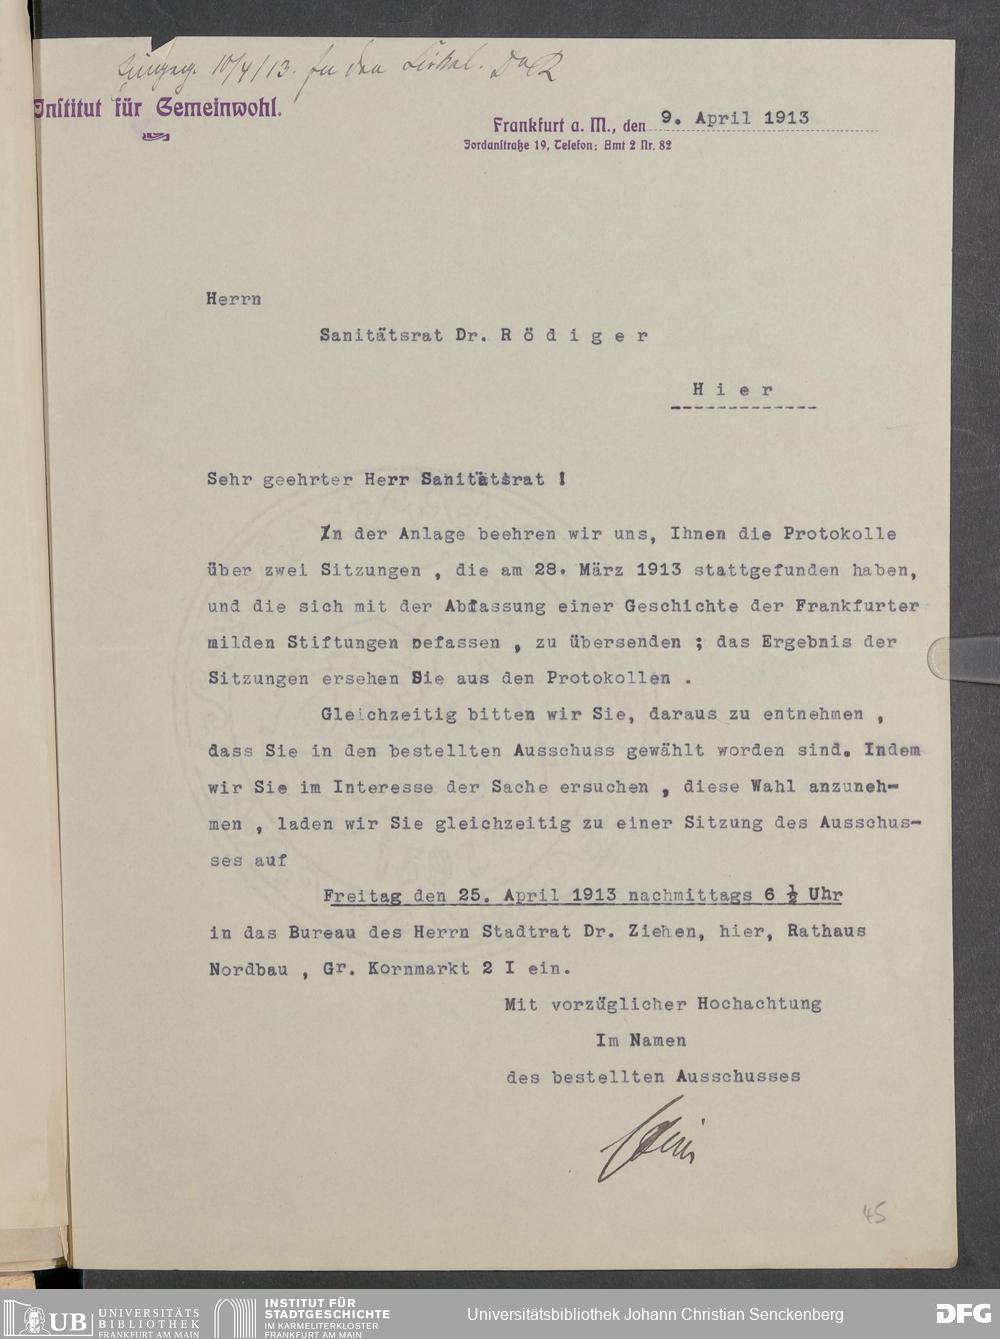 10/4/13.
Institut für Gemeinwohl.
Frankfurt a. M., den 9. April 1913
Jordanstraße 19, Telefon: Amt 2 Nr. 82
Herrn
Sanitätsrat Dr. R ö d i g e r
H i e r
Sehr geehrter Herr Sanitätsrat !
In der Anlage beehren wir uns, Ihnen die Protokolle
über zwei Sitzungen , die am 28. März 1913 stattgefunden haben,
und die sich mit der Abfassung einer Geschichte der Frankfurter
milden Stiftungen befassen , zu übersenden ; das Ergebnis der
Sitzungen ersehen Sie aus den Protokollen .
Gleichzeitig bitten wir Sie, daraus zu entnehmen ,
dass Sie in den bestellten Ausschuss gewählt worden sind. Indem
wir Sie im Interesse der Sache ersuchen , diese Wahl anzuneh-
men , laden wir Sie gleichzeitig zu einer Sitzung des Ausschus-
ses auf
Freitag den 25. April 1913 nachmittags 6 ½ Uhr
in das Bureau des Herrn Stadtrat Dr. Ziehen, hier, Rathaus
Nordbau , Gr. Kornmarkt 2 I ein.
Mit vorzüglicher Hochachtung
Im Namen
des bestellten Ausschusses
45
UB UNIVERSITÄTS
BIBLIOTHEK
FRANKFURT AM MAIN
INSTITUT FÜR
STADTGESCHICHTE
IM KARMELITERKLOSTER
FRANKFURT AM MAIN
Universitätsbibliothek Johann Christian Senckenberg
DFG